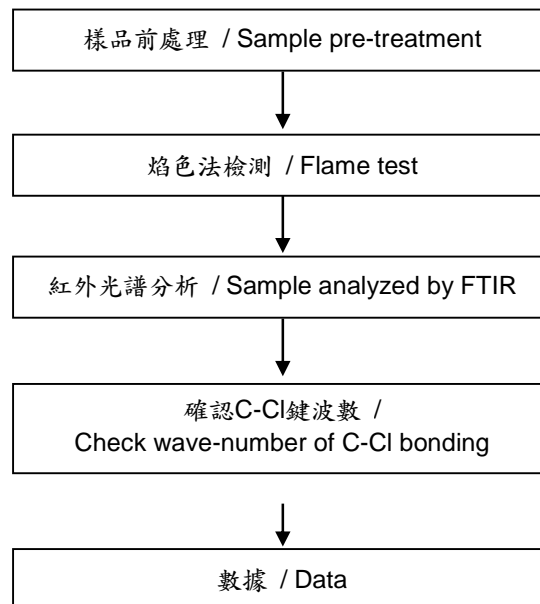 樣品前處理 / Sample pre-treatment
焰色法檢測 / Flame test
紅外光譜分析 / Sample analyzed by FTIR
確認C-Cl鍵波數 /
Check wave-number of C-Cl bonding
數據 / Data